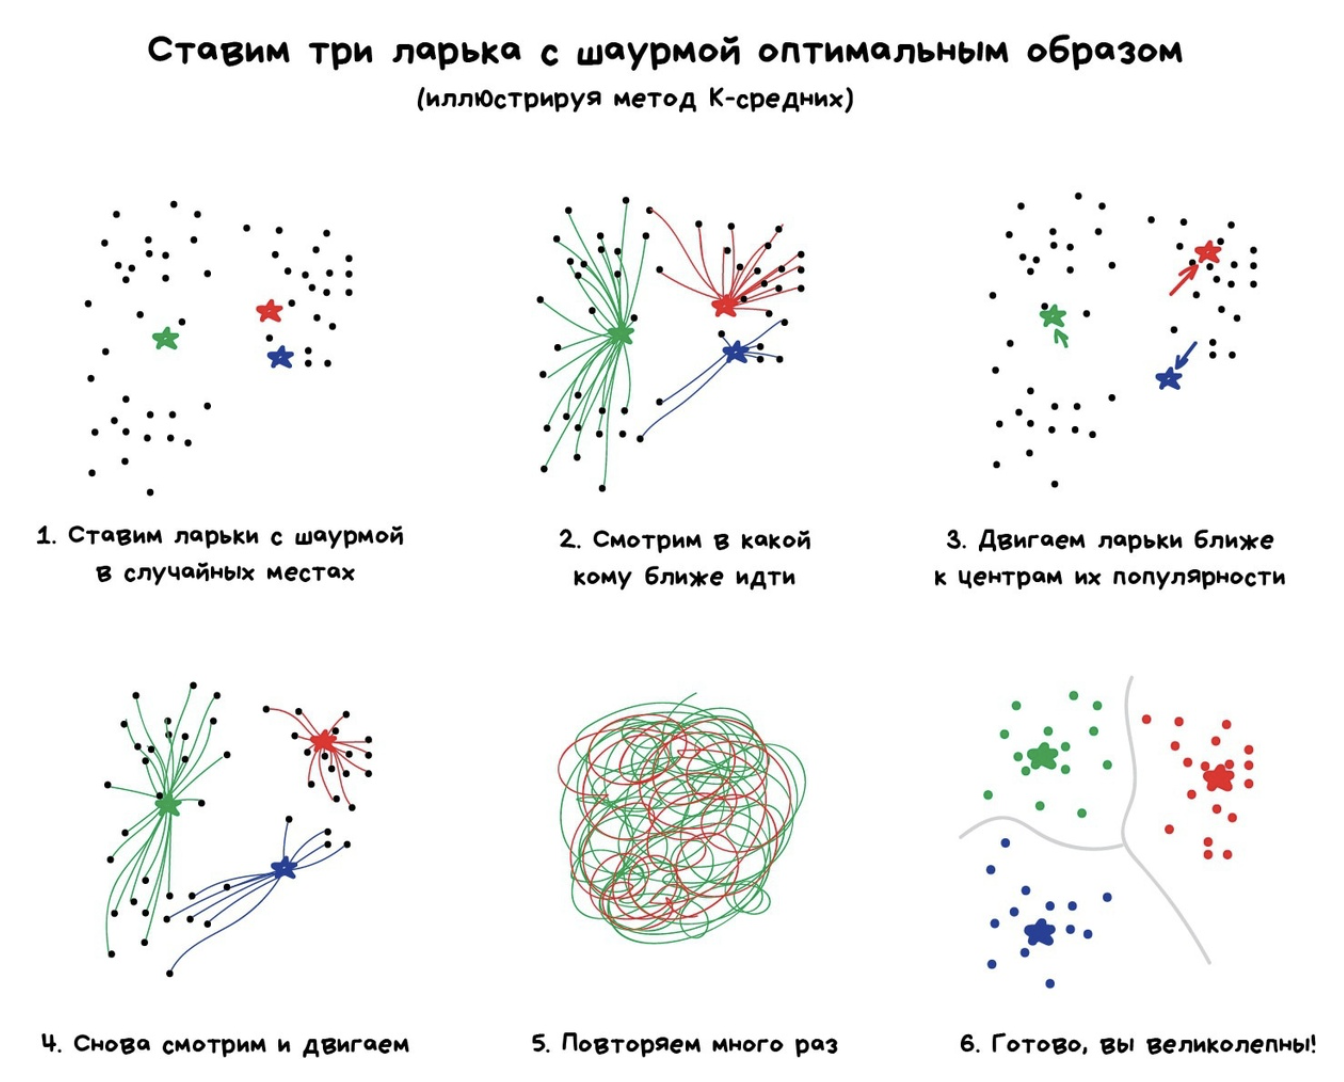 Ставим три ларька с шаурмой оптимальным образом
(иллюстрируя метод К-средних)
1. Ставим ларьки с шаурмой
в случайных местах
2. Смотрим в какой
кому ближе идти
3. Двигаем ларьки ближе
к центрам их популярности
4. Снова смотрим и двигаем
5. Повторяем много раз
6. Готово, вы великолепны!